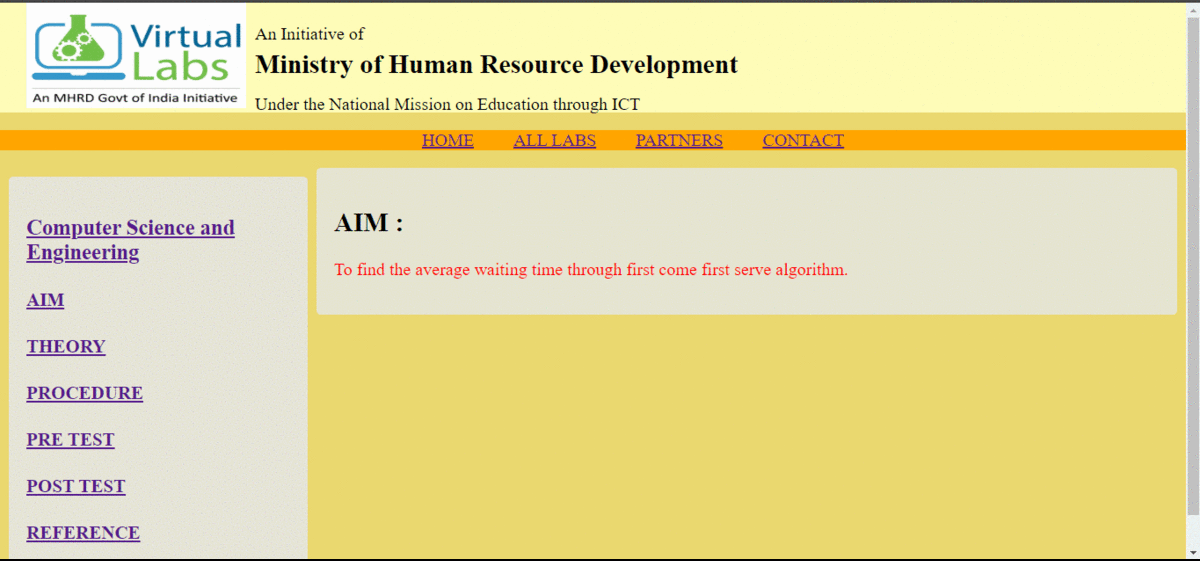 Virtual
Labs
An MHRD Govt of India Initiative
An Initiative of
Ministry of Human Resource Development
Under the National Mission on Education through ICT
HOME ALL LABS PARTNERS CONTACT
Computer Science and
Engineering
AIM
THEORY
PROCEDURE
PRE TEST
POST TEST
REFERENCE
AIM :
To find the average waiting time through first come first serve algorithm.